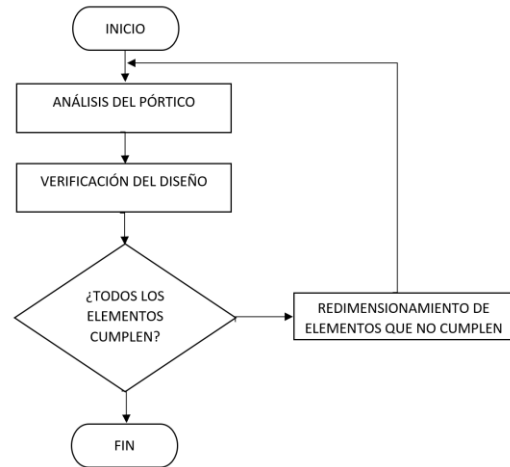 INICIO
ANÁLISIS DEL PÓRTICO
VERIFICACIÓN DEL DISEÑO
¿TODOS LOS
ELEMENTOS
CUMPLEN?
REDIMENSIONAMIENTO DE
ELEMENTOS QUE NO CUMPLEN
FIN